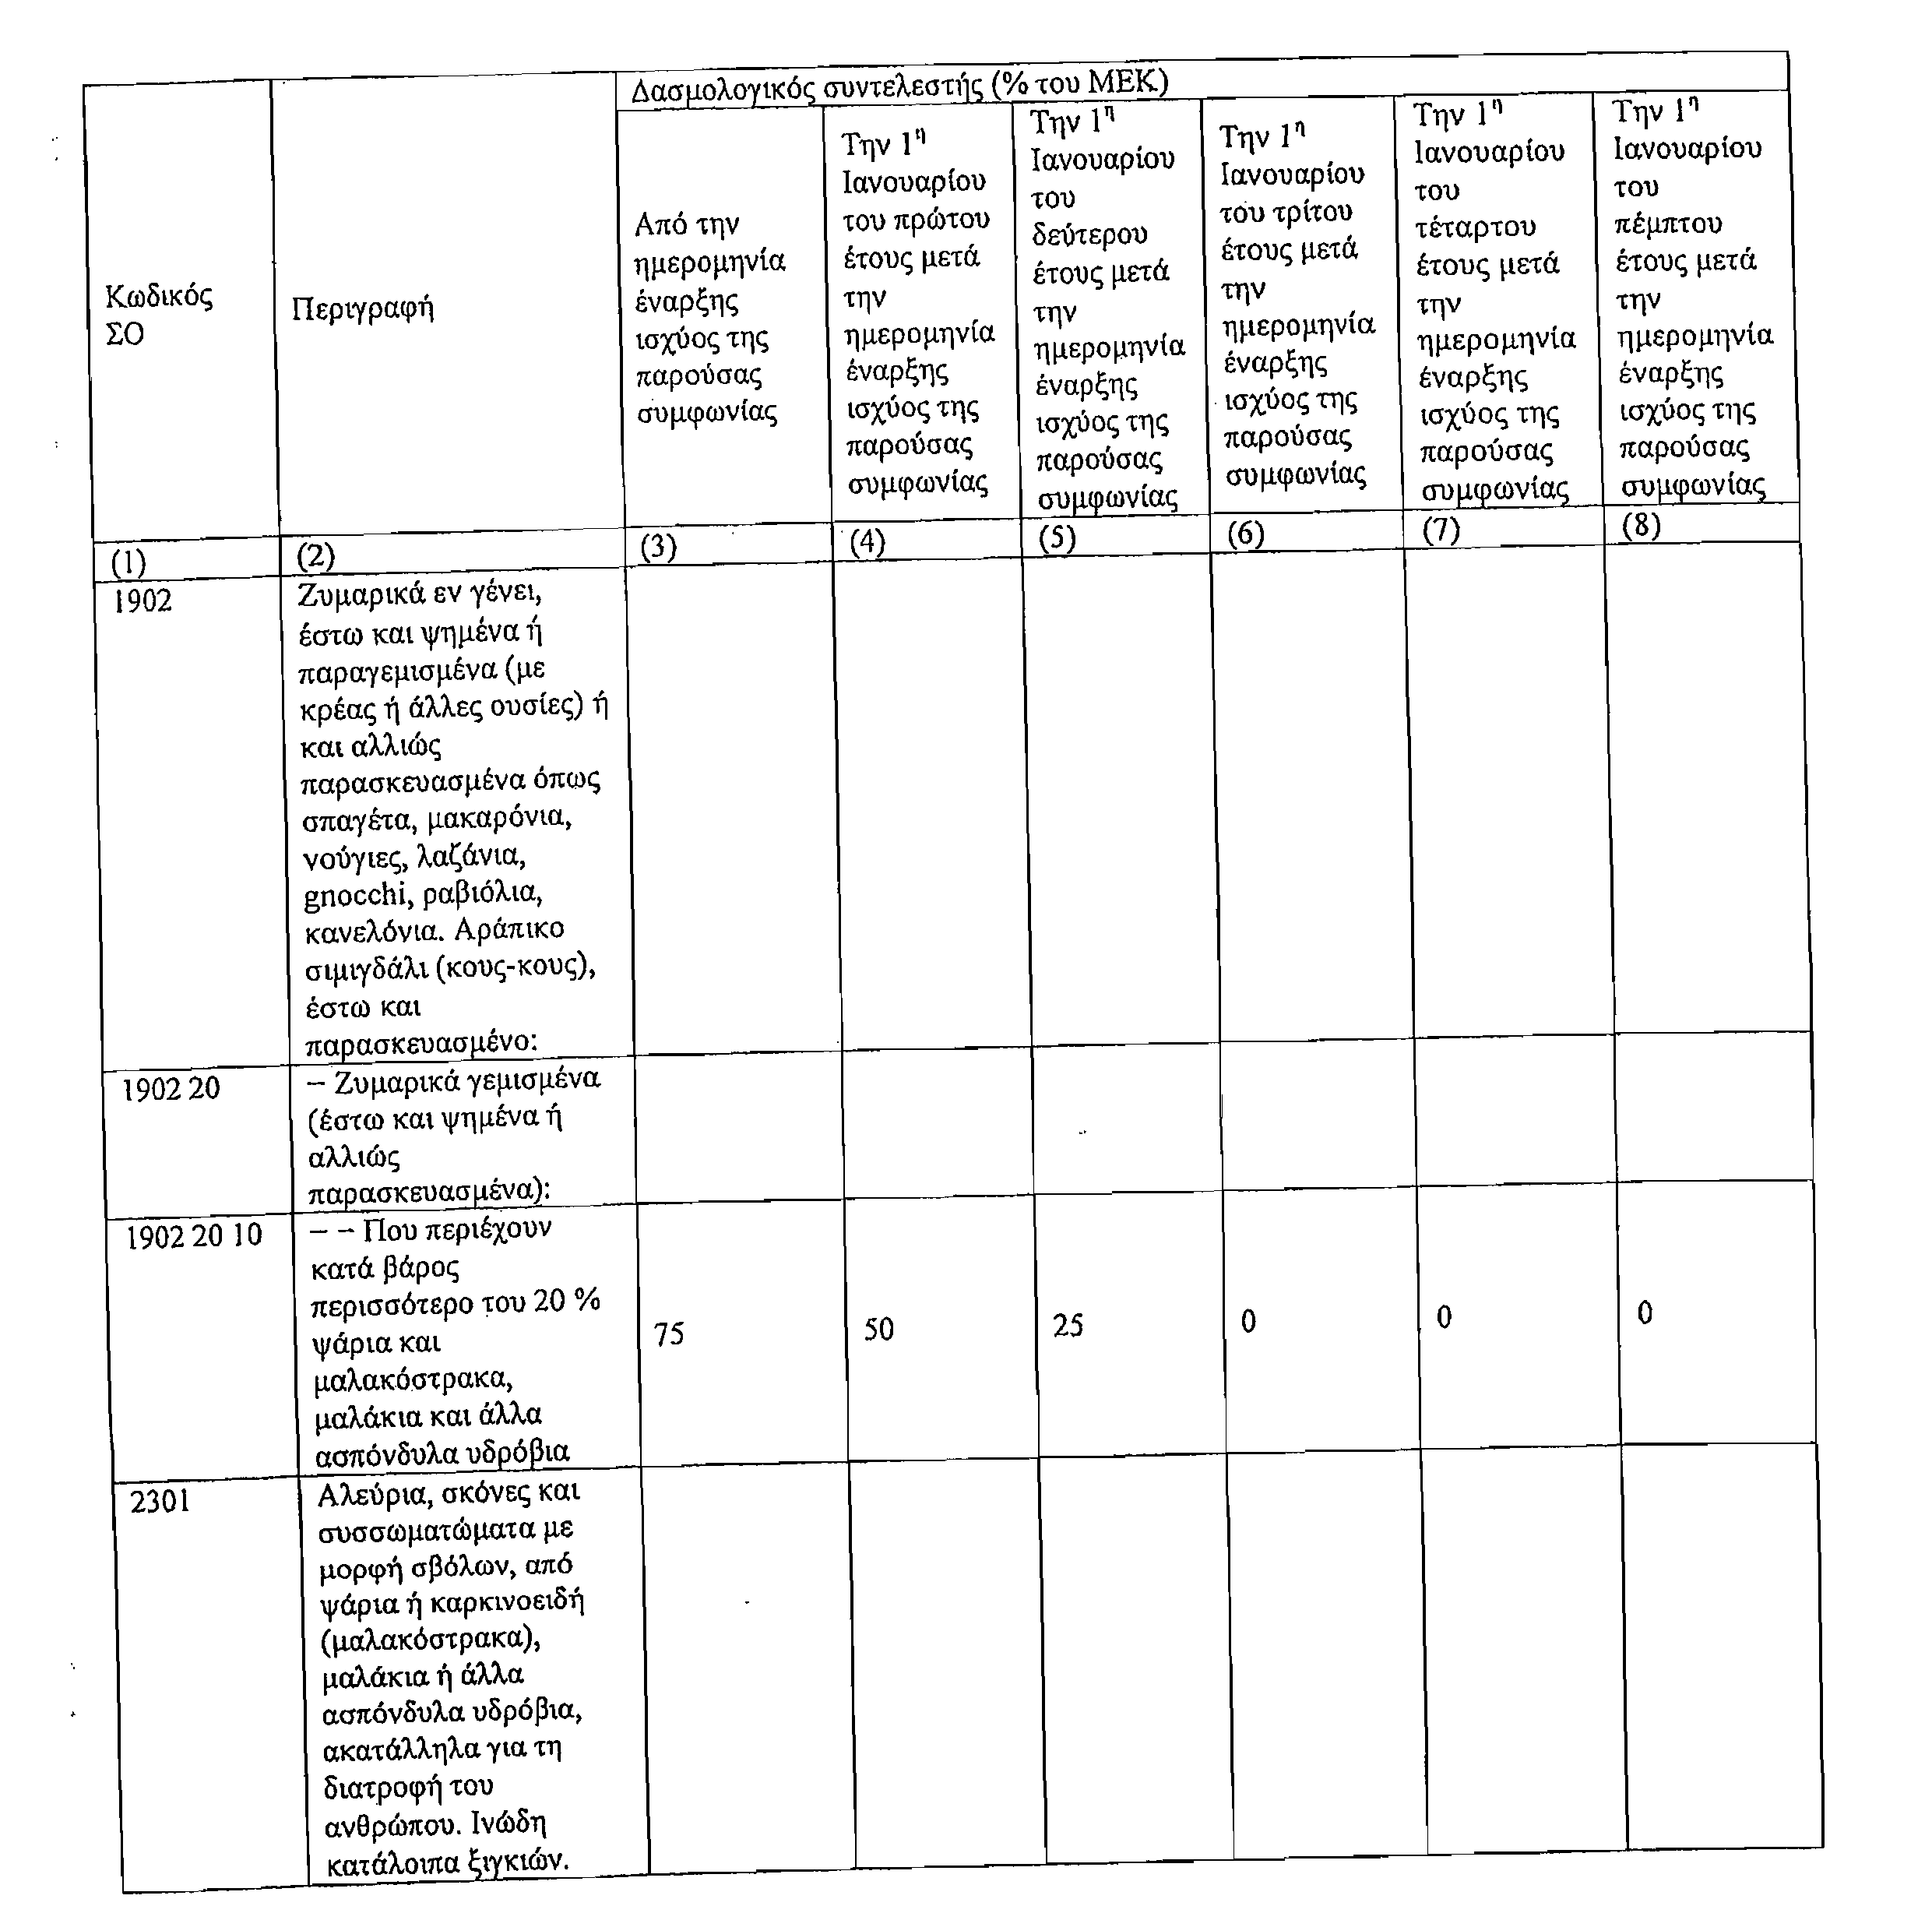 Δασμολογικός συντελεστής (% του ΜΕΚ)
Κωδικός
ΣΟ
Περιγραφή
Από την
ημερομηνία
έναρξης
ισχύος της
παρούσας
συμφωνίας
Την 1η
Ιανουαρίου
του πρώτου
έτους μετά
την
ημερομηνία
έναρξης
ισχύος της
παρούσας
συμφωνίας
Την 1η
Ιανουαρίου
του
δεύτερου
έτους μετά
την
ημερομηνία
έναρξης
ισχύος της
παρούσας
συμφωνίας
Την 1η
Ιανουαρίου
του τρίτου
έτους μετά
την
ημερομηνία
έναρξης
ισχύος της
παρούσας
συμφωνίας
Την 1η
Ιανουαρίου
του
τέταρτου
έτους μετά
την
ημερομηνία
έναρξης
ισχύος της
παρούσας
συμφωνίας
Την 1η
Ιανουαρίου
του
πέμπτου
έτους μετά
την
ημερομηνία
έναρξης
ισχύος της
παρούσας
συμφωνίας
(1) (2) (3) (4) (5) (6) (7) (8)
1902
Ζυμαρικά εν γένει,
έστω και ψημένα ή
παραγεμισμένα (με
κρέας ή άλλες ουσίες) ή
και αλλιώς
παρασκευασμένα όπως
σπαγέτα, μακαρόνια,
νούγιες, λαζάνια,
gnocchi, ραβιόλια,
κανελόνια. Αράπικο
σιμιγδάλι (κους-κους),
έστω και
παρασκευασμένο:
1902 20
– Ζυμαρικά γεμισμένα
(έστω και ψημένα ή
αλλιώς
παρασκευασμένα):
1902 20 10
– – Που περιέχουν
κατά βάρος
περισσότερο του 20 %
ψάρια και
μαλακόστρακα,
μαλάκια και άλλα
ασπόνδυλα υδρόβια
75 50 25 0 0 0
2301
Αλεύρια, σκόνες και
συσσωματώματα με
μορφή σβόλων, από
ψάρια ή καρκινοειδή
(μαλακόστρακα),
μαλάκια ή άλλα
ασπόνδυλα υδρόβια,
ακατάλληλα για τη
διατροφή του
ανθρώπου. Ινώδη
κατάλοιπα ξιγκιών.